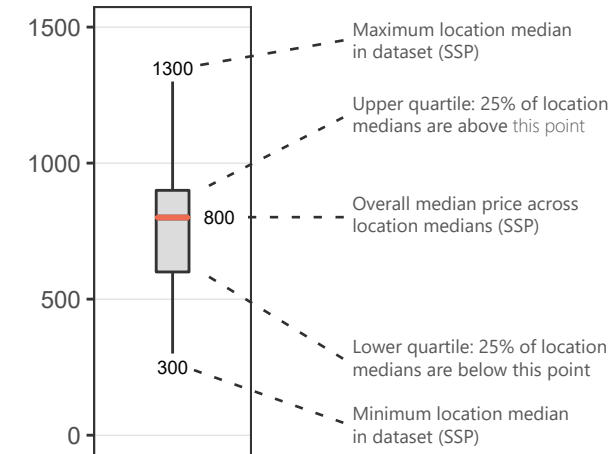 1500
Maximum location median
in dataset (SSP)
1300
Upper quartile: 25% of location
medians are above this point
1000
Overall median price across
location medians (SSP)
800
500
Lower quartile: 25% of location
medians are below this point
300
Minimum location median
in dataset (SSP)
0